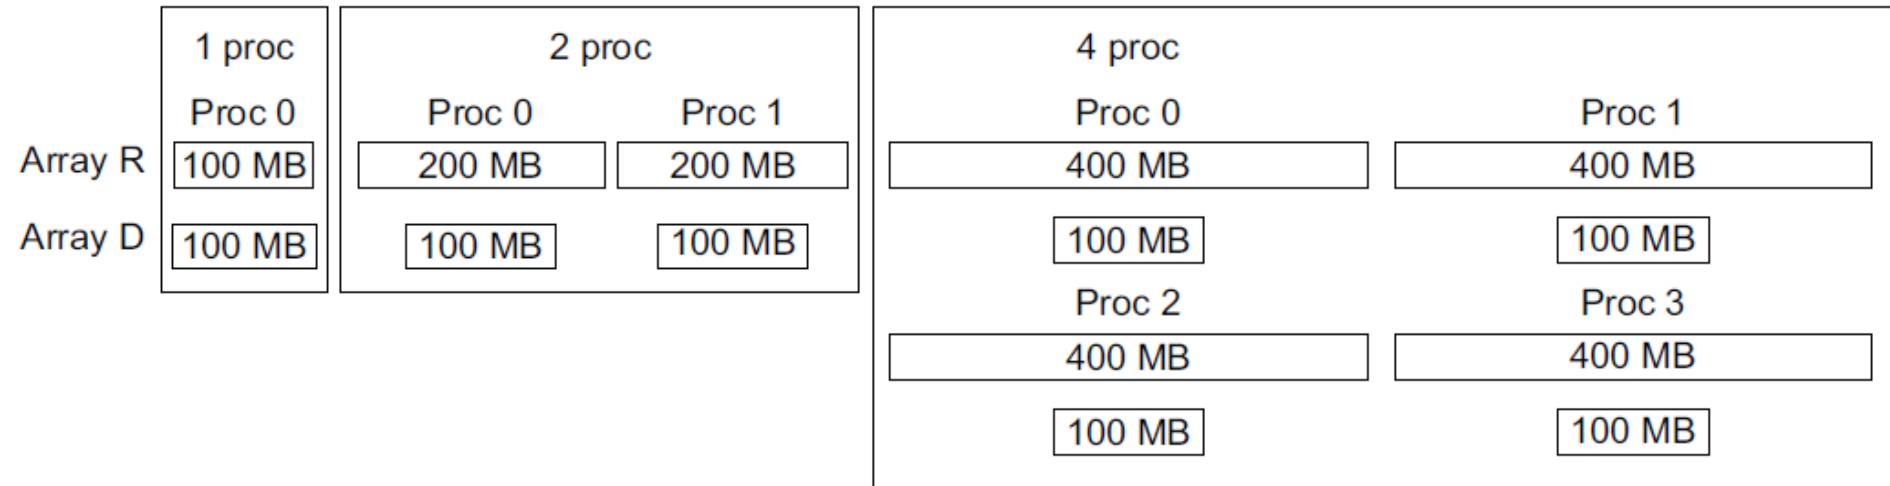 1 proc 2 proc 4 proc
Proc 0 Proc 0 Proc 1 Proc 0 Proc 1
Array R 100 MB 200 MB 200 MB 400 MB 400 MB
Array D 100 MB 100 MB 100 MB 100 MB 100 MB
Proc 2 Proc 3
400 MB 400 MB
100 MB 100 MB